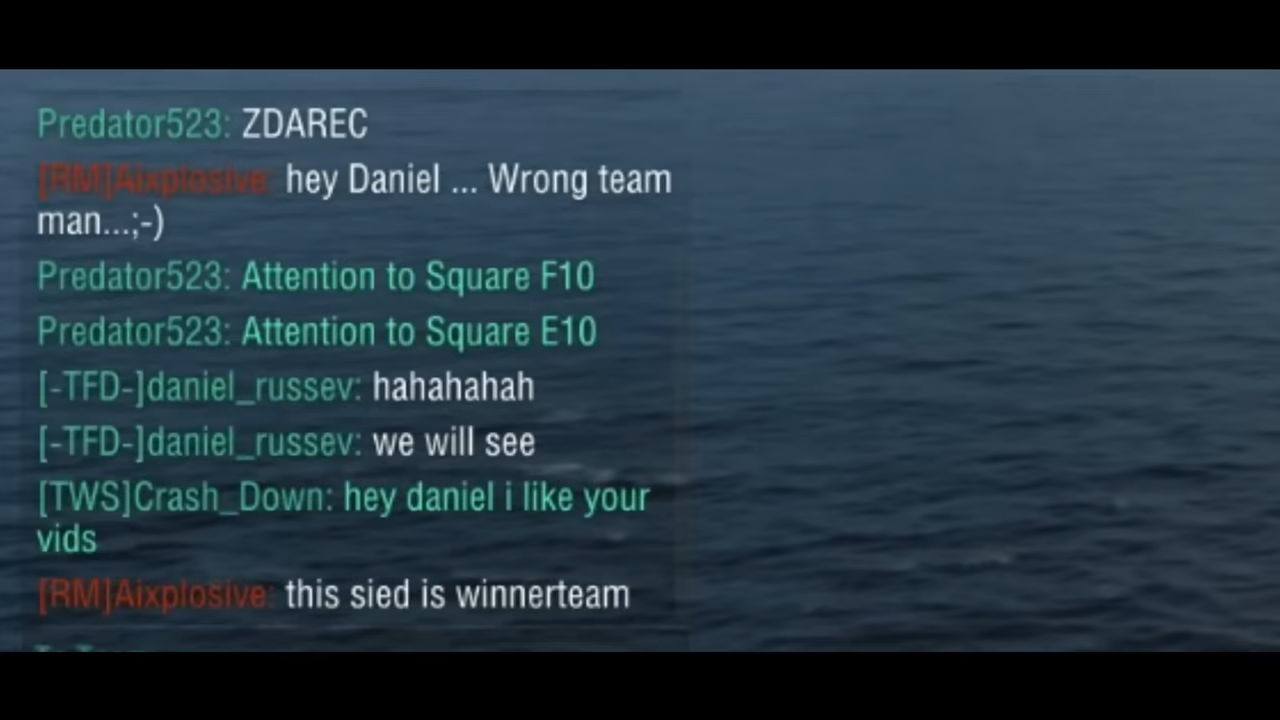 Predator523: ZDAREC
[RM]Aixplosive: hey Daniel ... Wrong team
man...;-)
Predator523: Attention to Square F10
Predator523: Attention to Square E10
[-TFD-]daniel_russev: hahahahah
[-TFD-]daniel_russev: we will see
[TWS]Crash_Down: hey daniel i like your
vids
[RM]Aixplosive: this sied is winnerteam